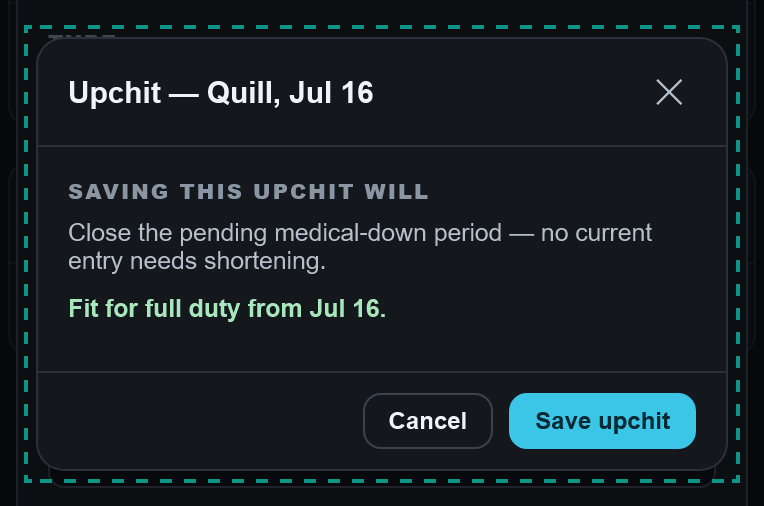 Upchit — Quill, Jul 16
SAVING THIS UPCHIT WILL
Close the pending medical-down period — no current
entry needs shortening.
Fit for full duty from Jul 16.
Cancel
Save upchit